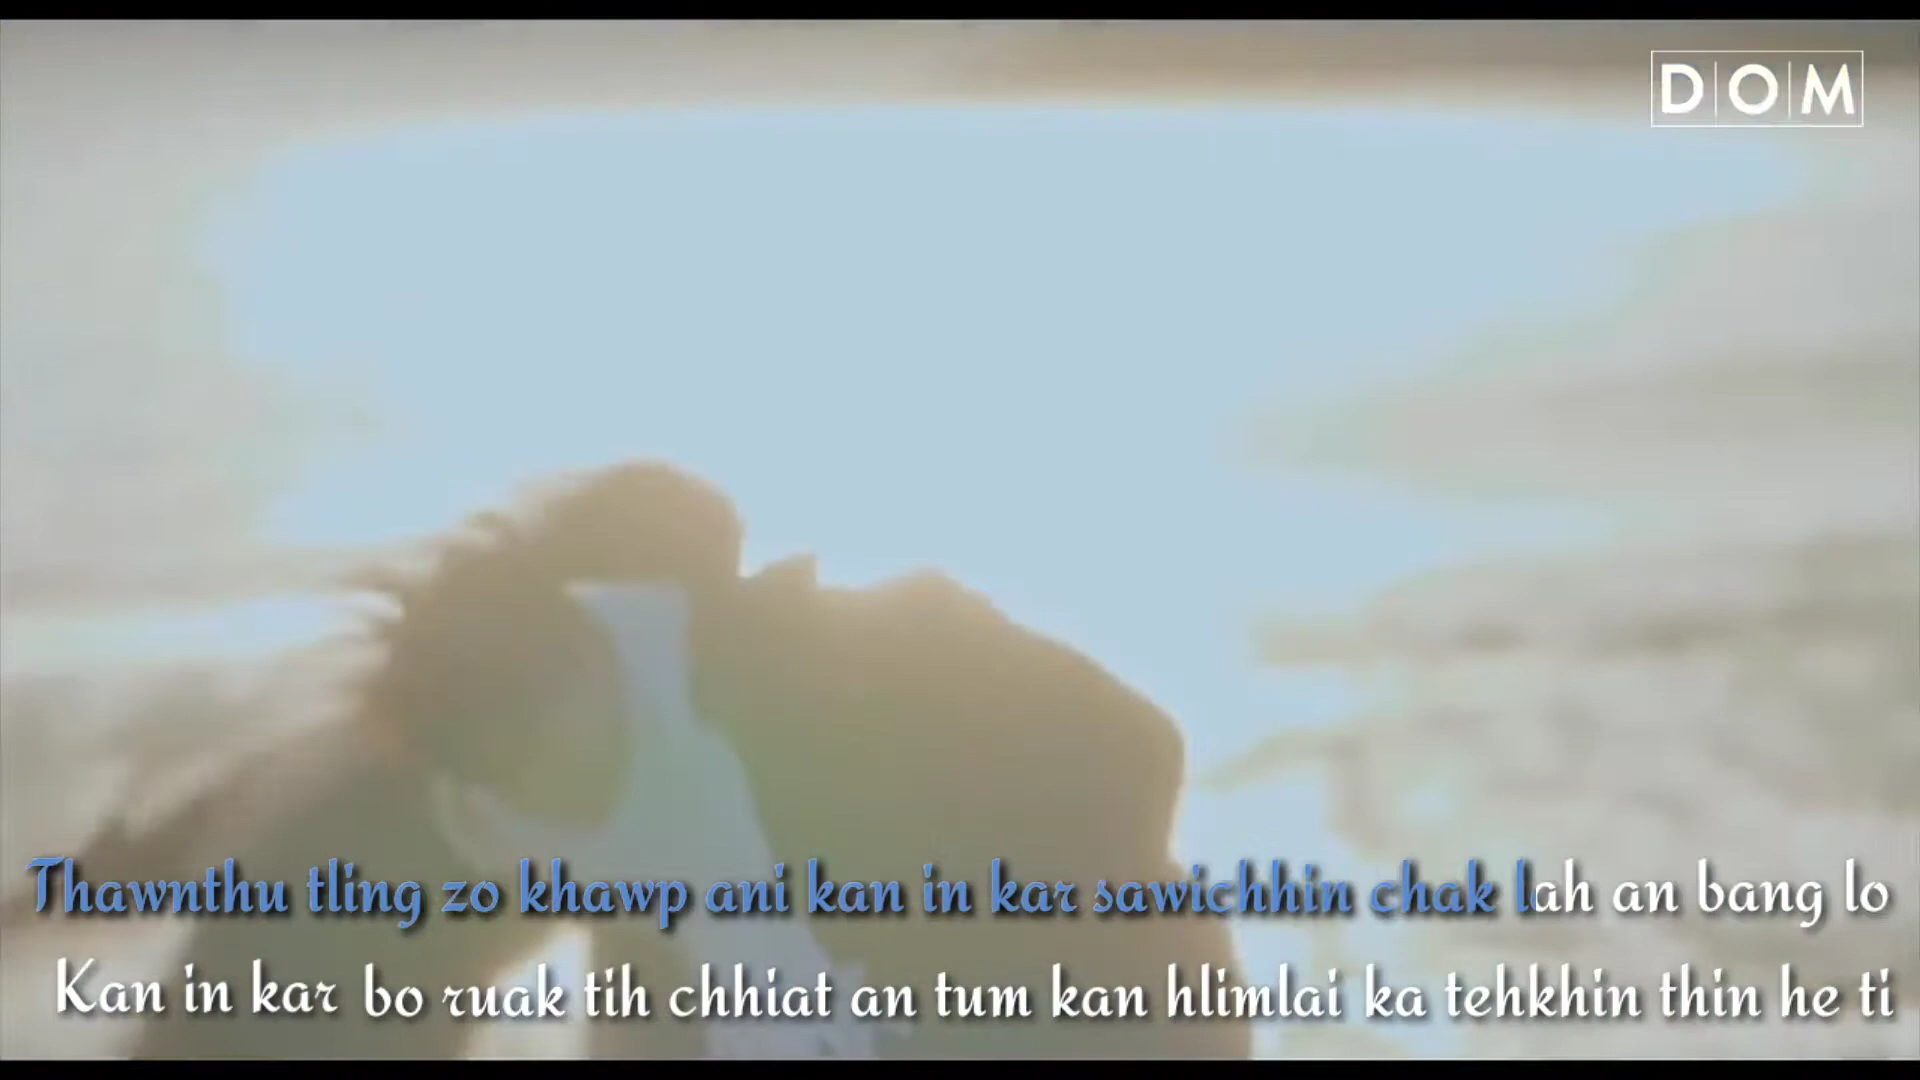 DOM
Thawnthu tling zo khawp ani kan in kar sawichhin chak lah an bang lo
Kan in kar bo ruak tih chhiat an tum kan hlimlai ka tehkhin thin he ti